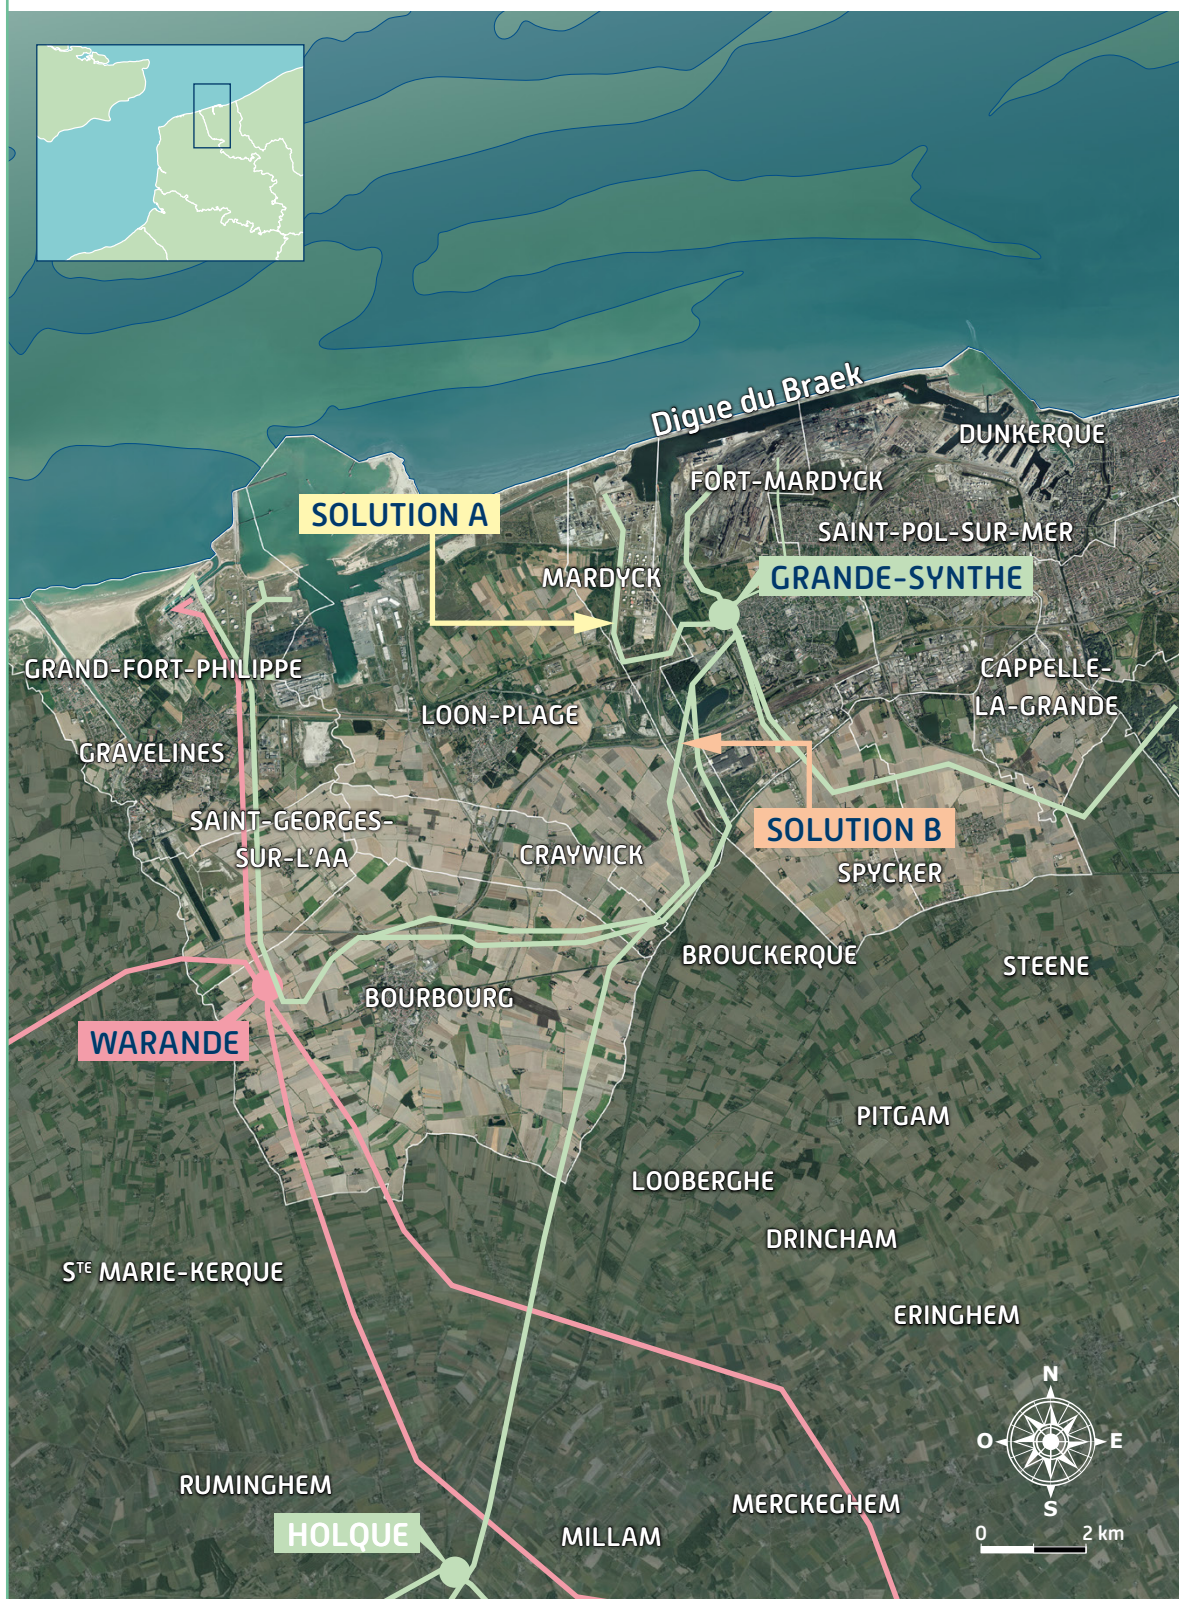 Digue du Braek
DUNKERQUE
FORT-MARDYCK
SOLUTION A
SAINT-POL-SUR-MER
MARDYCK
GRANDE-SYNTHE
GRAND-FORT-PHILIPPE
CAPPELLE-
LA-GRANDE
LOON-PLAGE
GRAVELINES
SAINT-GEORGES-
SUR-L'AA
SOLUTION B
CRAYWICK
SPYCKER
BROUCKERQUE
STEENE
BOURBOURG
WARANDE
PITGAM
LOOBERGHE
DRINCHAM
STE MARIE-KERQUE
ERINGHEM
N
O
E
S
RUMINGHEM
MERCKEGHEM
HOLQUE
MILLAM
0 2 km